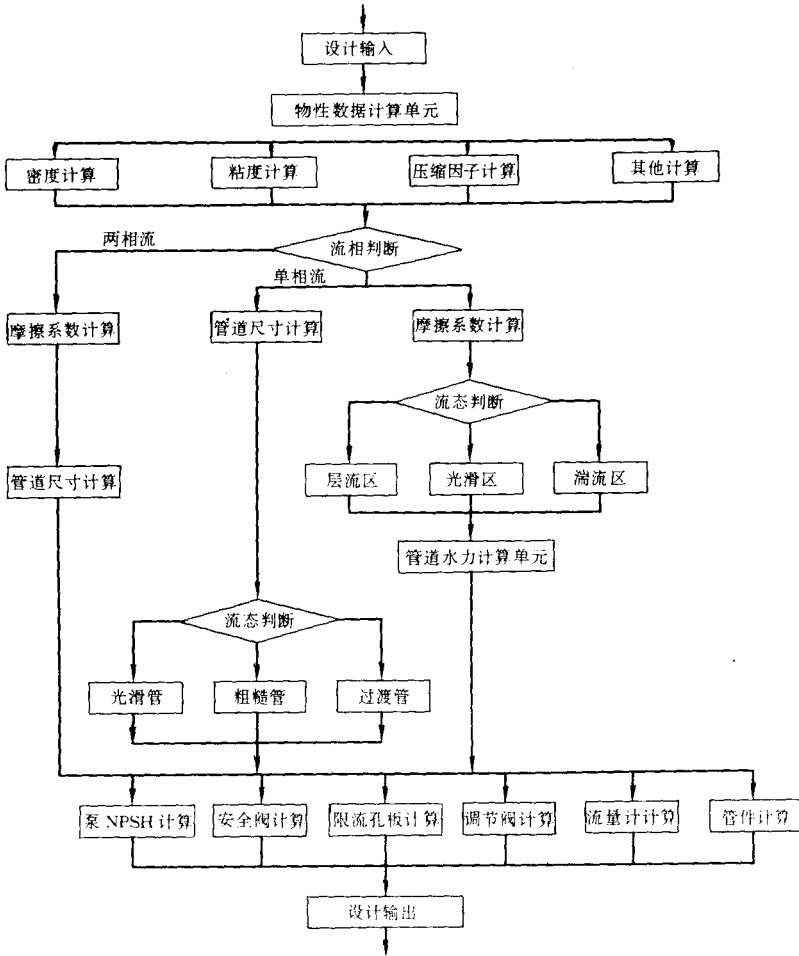 设计输入
物性数据计算单元
密度计算
粘度计算
压缩因子计算
其他计算
流相判断
两相流
单相流
摩擦系数计算
管道尺寸计算
摩擦系数计算
流态判断
管道尺寸计算
层流区
光滑区
湍流区
管道水力计算单元
流态判断
光滑管
粗糙管
过渡管
泵 NPSH 计算
安全阀计算
限流孔板计算
调节阀计算
流量计计算
管件计算
设计输出